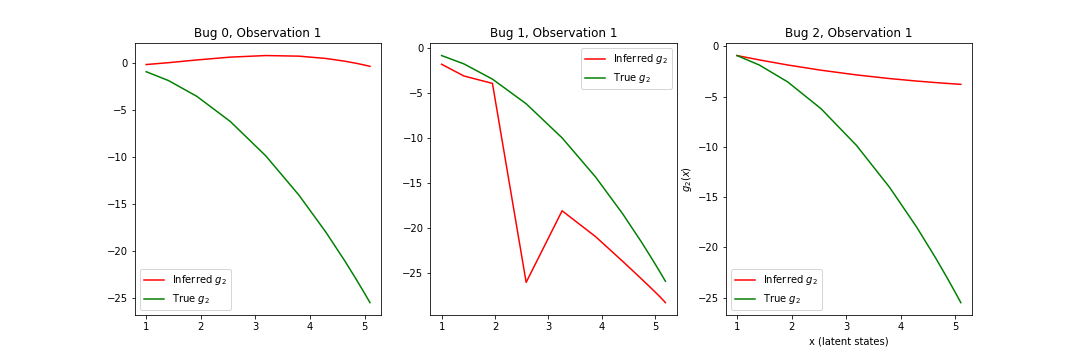 Bug 0, Observation 1
0
−5
−10
−15
−20
−25
1 2 3 4 5
Inferred g₂
True g₂
Bug 1, Observation 1
0
−5
−10
−15
−20
−25
1 2 3 4 5
Inferred g₂
True g₂
Bug 2, Observation 1
g₂(x)
0
−5
−10
−15
−20
−25
1 2 3 4 5
x (latent states)
Inferred g₂
True g₂